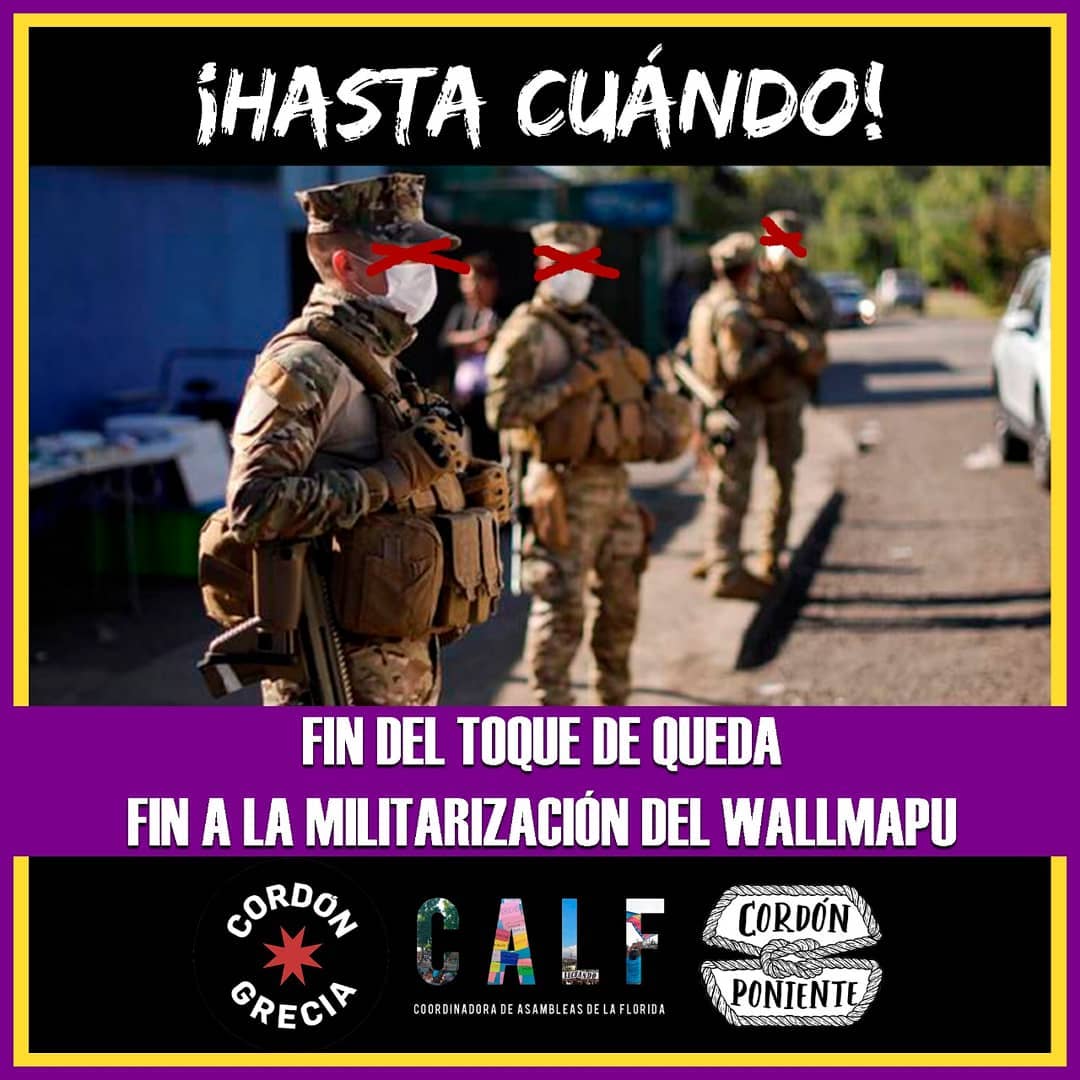 ¡HASTA CUÁNDO!
FIN DEL TOQUE DE QUEDA
FIN A LA MILITARIZACIÓN DEL WALLMAPU
CORDÓN
GRECIA
CALF
COORDINADORA DE ASAMBLEAS DE LA FLORIDA
CORDÓN
PONIENTE